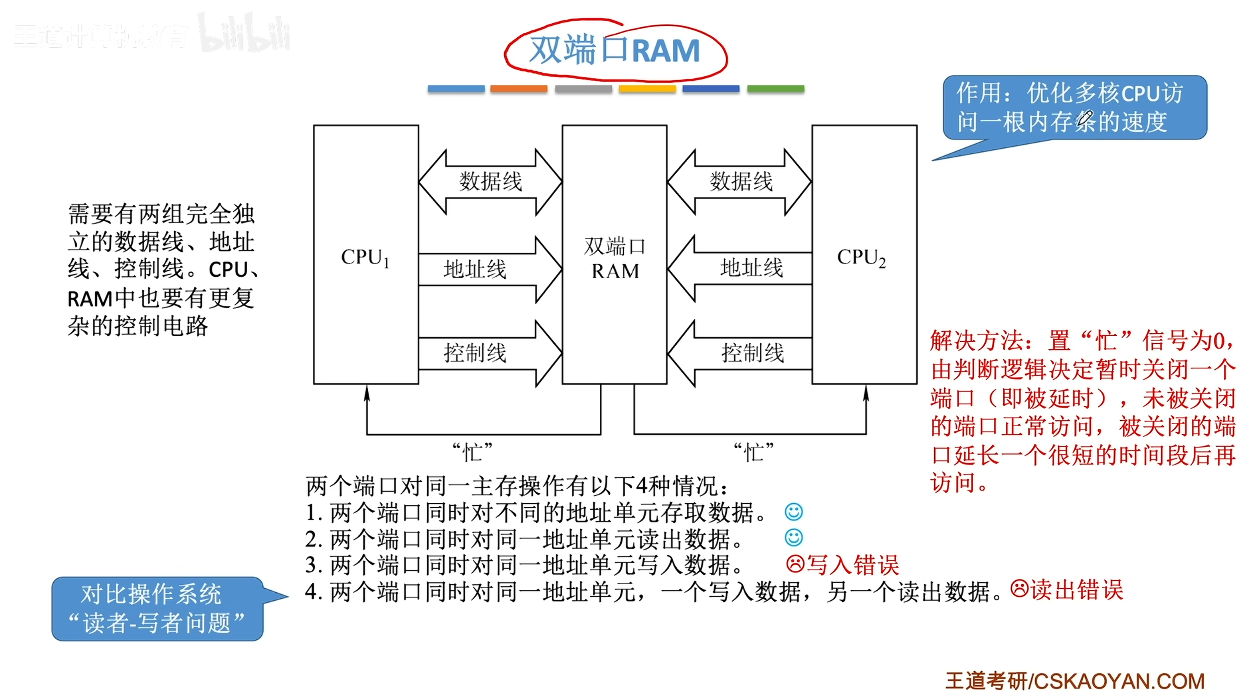 bilibili
双端口RAM
作用：优化多核CPU访
问一根内存条的速度
需要有两组完全独
立的数据线、地址
线、控制线。CPU、
RAM中也要有更复
杂的控制电路
CPU1
数据线
地址线
控制线
双端口
RAM
数据线
地址线
控制线
CPU2
“忙”
“忙”
解决方法：置“忙”信号为0，
由判断逻辑决定暂时关闭一个
端口（即被延时），未被关闭
的端口正常访问，被关闭的端
口延长一个很短的时间段后再
访问。
两个端口对同一主存操作有以下4种情况：
1. 两个端口同时对不同的地址单元存取数据。
2. 两个端口同时对同一地址单元读出数据。
3. 两个端口同时对同一地址单元写入数据。 写入错误
4. 两个端口同时对同一地址单元，一个写入数据，另一个读出数据。 读出错误
对比操作系统
“读者-写者问题”
王道考研/CSKAOYAN.COM